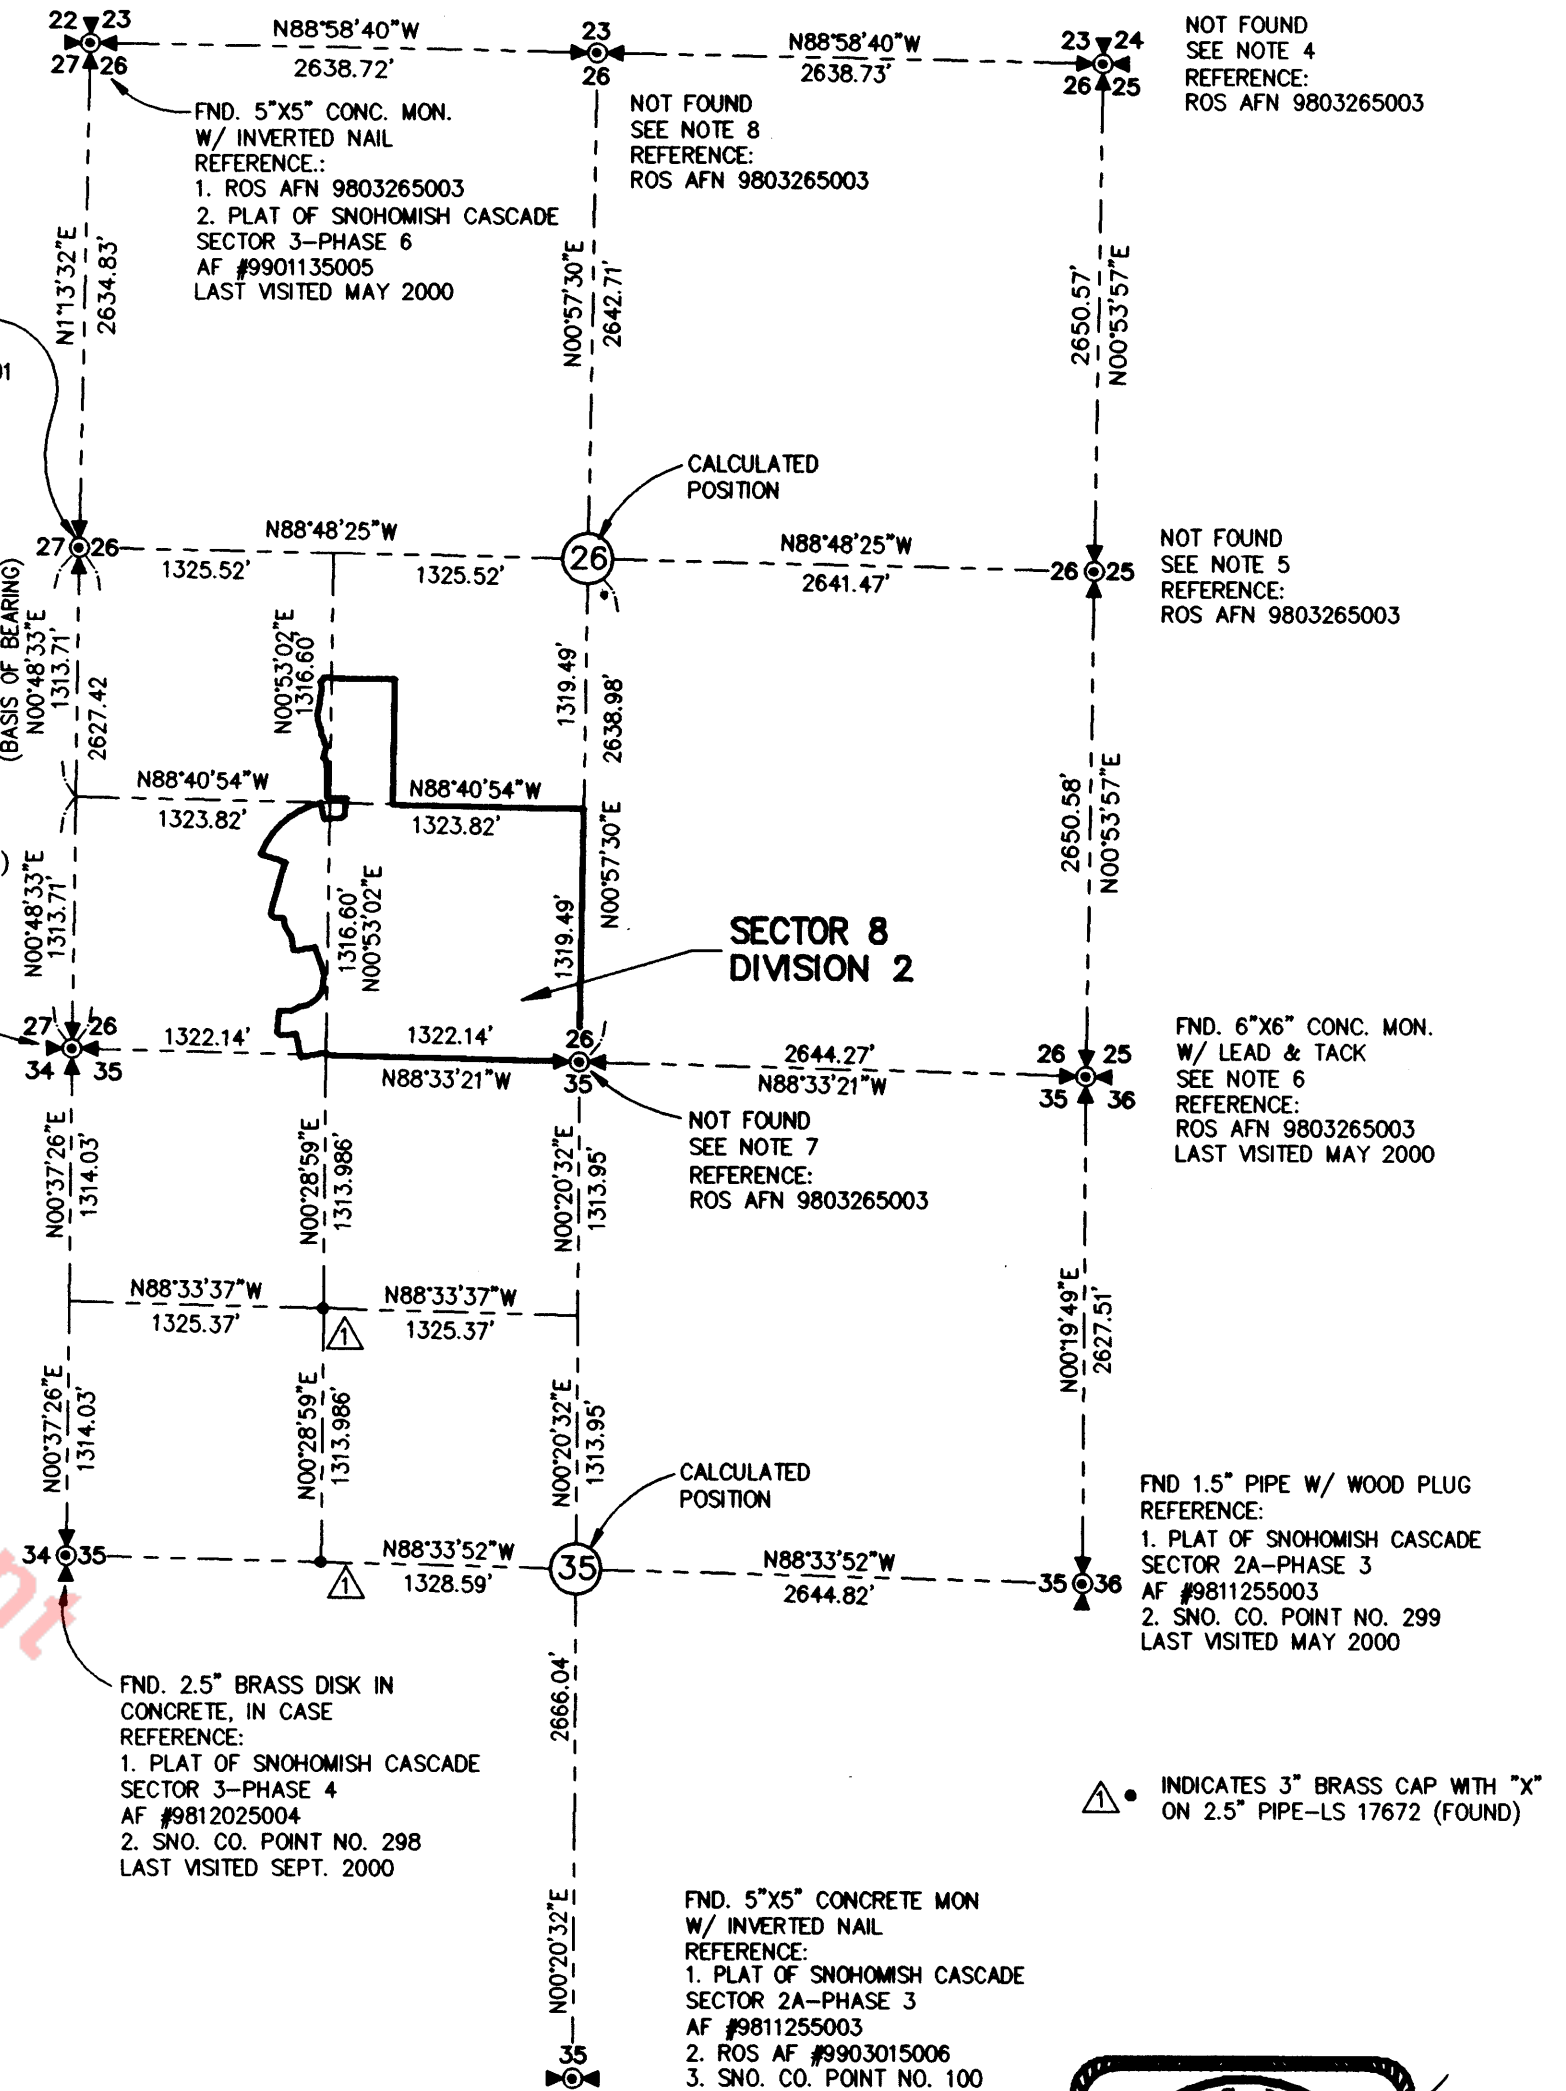 22 23
N88°58'40"W
2638.72'
23
26
N88°58'40"W
2638.73'
23 24
26 25
27 26
NOT FOUND
SEE NOTE 4
REFERENCE:
ROS AFN 9803265003
FND. 5"X5" CONC. MON.
W/ INVERTED NAIL
REFERENCE.:
1. ROS AFN 9803265003
2. PLAT OF SNOHOMISH CASCADE
SECTOR 3-PHASE 6
AF #9901135005
LAST VISITED MAY 2000
NOT FOUND
SEE NOTE 8
REFERENCE:
ROS AFN 9803265003
N1°13'32"E
2634.83'
N00°57'30"E
2642.71'
2650.57'
N00°53'57"E
01
CALCULATED
POSITION
27 26
N88°48'25"W
1325.52'
1325.52'
26
N88°48'25"W
2641.47'
26 25
NOT FOUND
SEE NOTE 5
REFERENCE:
ROS AFN 9803265003
(BASIS OF BEARING)
N00°48'33"E
1313.71'
2627.42
N00°53'02"E
1316.60'
1319.49'
2638.98'
N88°40'54"W
1323.82'
N88°40'54"W
1323.82'
N00°57'30"E
2650.58'
N00°53'57"E
)
N00°48'33"E
1313.71'
1316.60'
N00°53'02"E
1319.49'
SECTOR 8
DIVISION 2
27 26
34 35
1322.14'
1322.14'
N88°33'21"W
26
35
2644.27'
N88°33'21"W
26 25
35 36
FND. 6"X6" CONC. MON.
W/ LEAD & TACK
SEE NOTE 6
REFERENCE:
ROS AFN 9803265003
LAST VISITED MAY 2000
NOT FOUND
SEE NOTE 7
REFERENCE:
ROS AFN 9803265003
N00°37'26"E
1314.03'
N00°28'59"E
1313.986'
N00°20'32"E
1313.95'
N00°19'49"E
2627.51'
N88°33'37"W
1325.37'
N88°33'37"W
1325.37'
1
N00°37'26"E
1314.03'
N00°28'59"E
1313.986'
N00°20'32"E
1313.95'
CALCULATED
POSITION
34 35
1
N88°33'52"W
1328.59'
35
N88°33'52"W
2644.82'
35 36
FND 1.5" PIPE W/ WOOD PLUG
REFERENCE:
1. PLAT OF SNOHOMISH CASCADE
SECTOR 2A-PHASE 3
AF #9811255003
2. SNO. CO. POINT NO. 299
LAST VISITED MAY 2000
nt
FND. 2.5" BRASS DISK IN
CONCRETE, IN CASE
REFERENCE:
1. PLAT OF SNOHOMISH CASCADE
SECTOR 3-PHASE 4
AF #9812025004
2. SNO. CO. POINT NO. 298
LAST VISITED SEPT. 2000
2666.04'
N00°20'32"E
35
1 INDICATES 3" BRASS CAP WITH "X"
ON 2.5" PIPE-LS 17672 (FOUND)
FND. 5"X5" CONCRETE MON
W/ INVERTED NAIL
REFERENCE:
1. PLAT OF SNOHOMISH CASCADE
SECTOR 2A-PHASE 3
AF #9811255003
2. ROS AF #9903015006
3. SNO. CO. POINT NO. 100